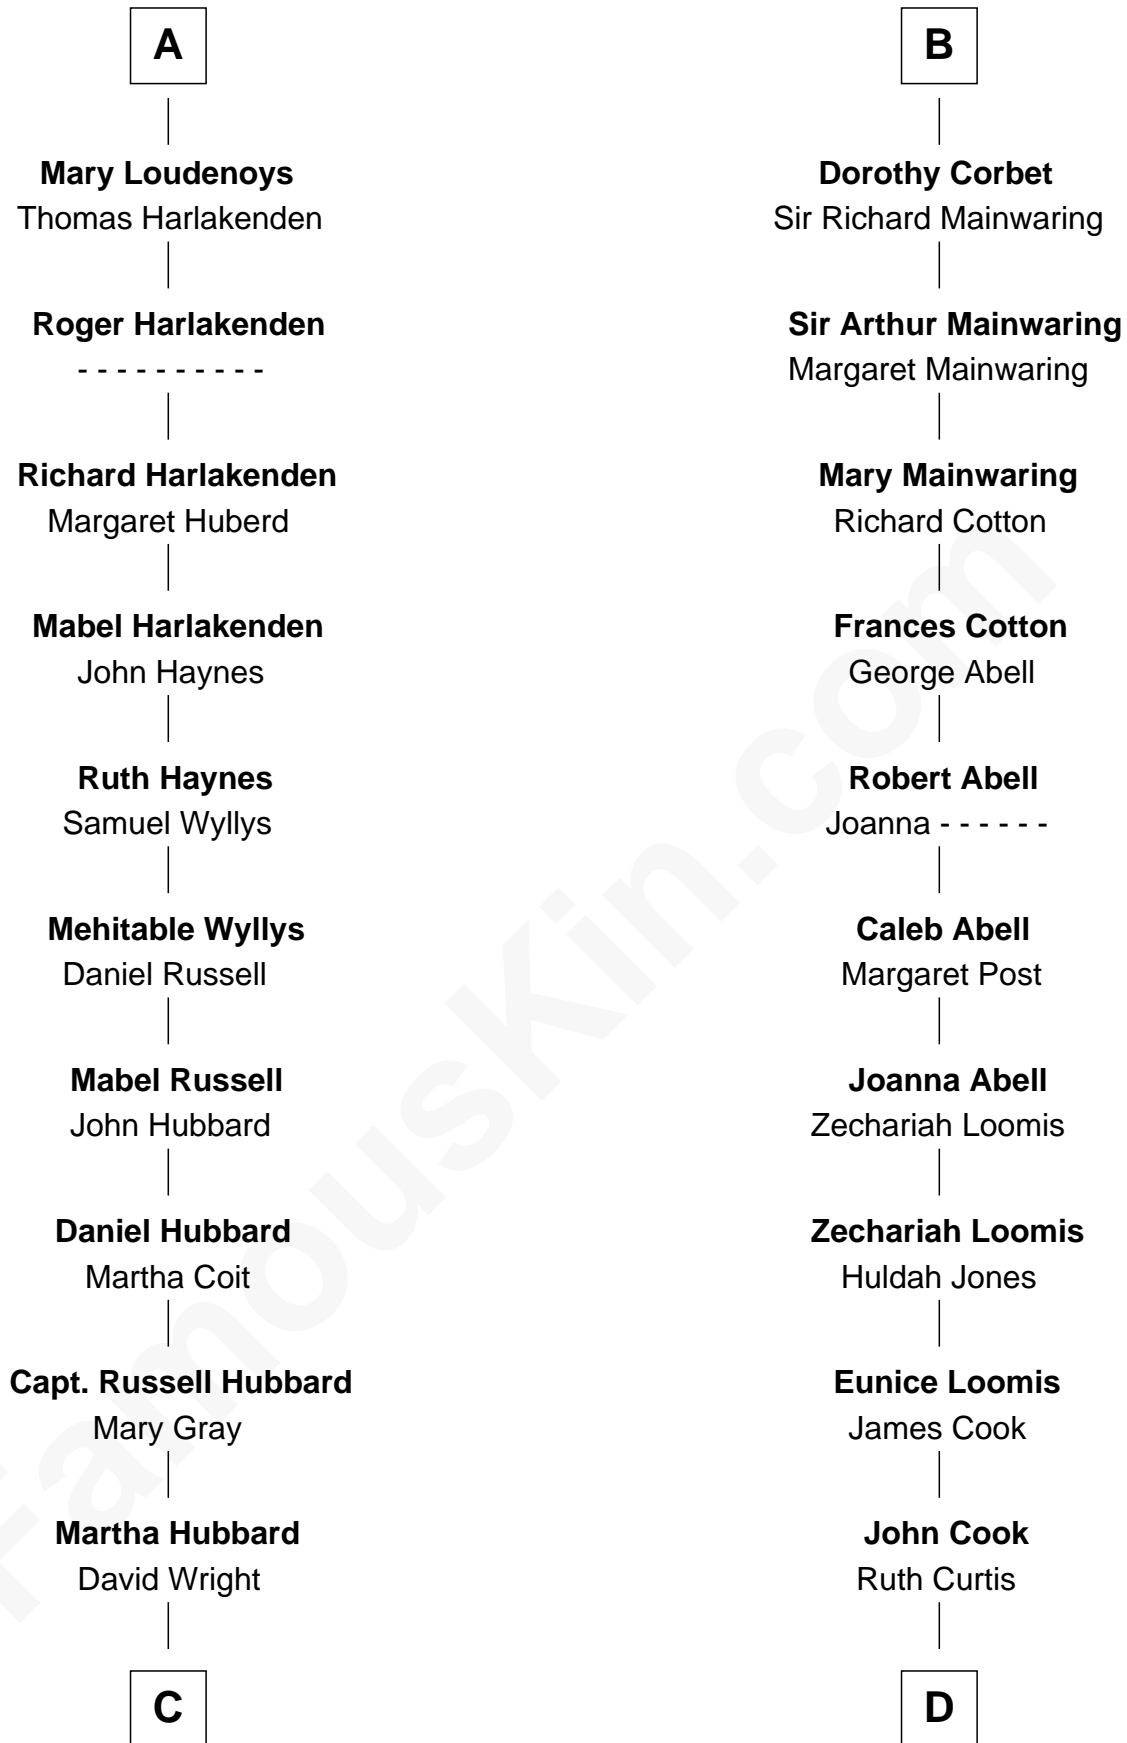 A
Mary Loudenoys
Thomas Harlakenden
Roger Harlakenden
- - - - - - - - - -
Richard Harlakenden
Margaret Huberd
Mabel Harlakenden
John Haynes
Ruth Haynes
Samuel Wyllys
Mehitable Wyllys
Daniel Russell
Mabel Russell
John Hubbard
Daniel Hubbard
Martha Coit
Capt. Russell Hubbard
Mary Gray
Martha Hubbard
David Wright
C
B
Dorothy Corbet
Sir Richard Mainwaring
Sir Arthur Mainwaring
Margaret Mainwaring
Mary Mainwaring
Richard Cotton
Frances Cotton
George Abell
Robert Abell
Joanna - - - - - -
Caleb Abell
Margaret Post
Joanna Abell
Zechariah Loomis
Zechariah Loomis
Huldah Jones
Eunice Loomis
James Cook
John Cook
Ruth Curtis
D
FamousKin.com